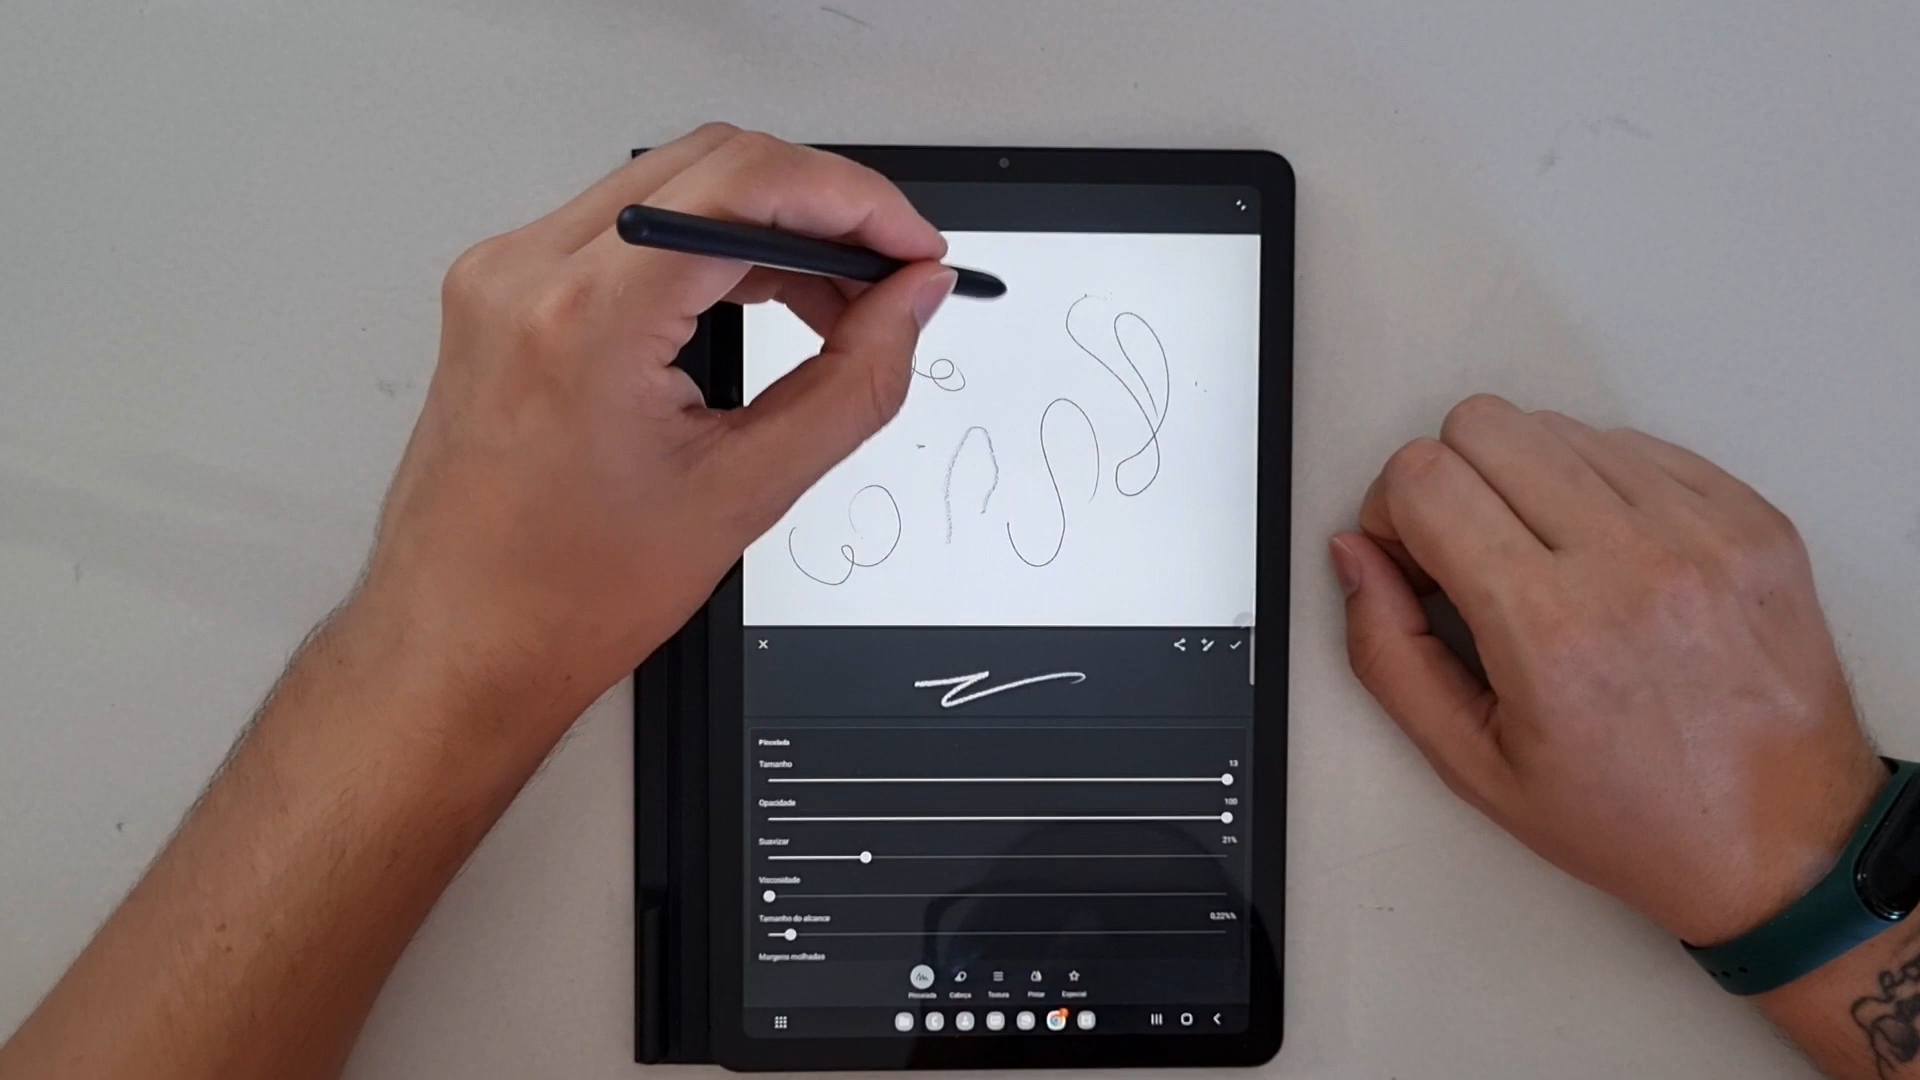 Pincelada
Tamanho 13
Opacidade 100
Suavizar 21%
Viscosidade
Tamanho do alcance 0,22%
Margens molhadas
Pincelada Cabeça Textura Pintar Especial